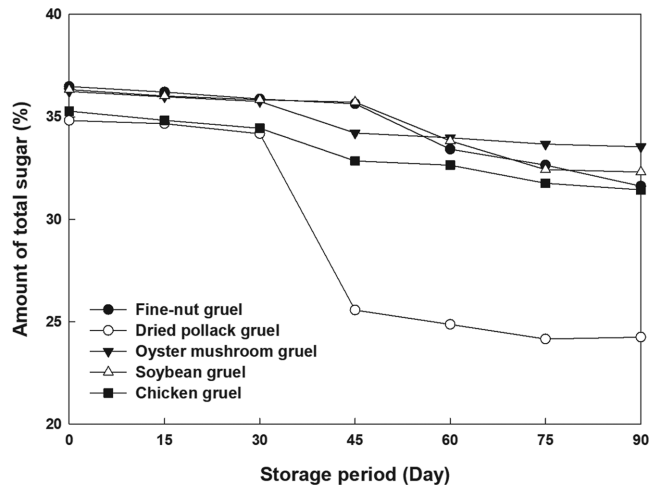 40
35
30
25
20
Amount of total sugar (%)
Fine-nut gruel
Dried pollack gruel
Oyster mushroom gruel
Soybean gruel
Chicken gruel
0 15 30 45 60 75 90
Storage period (Day)